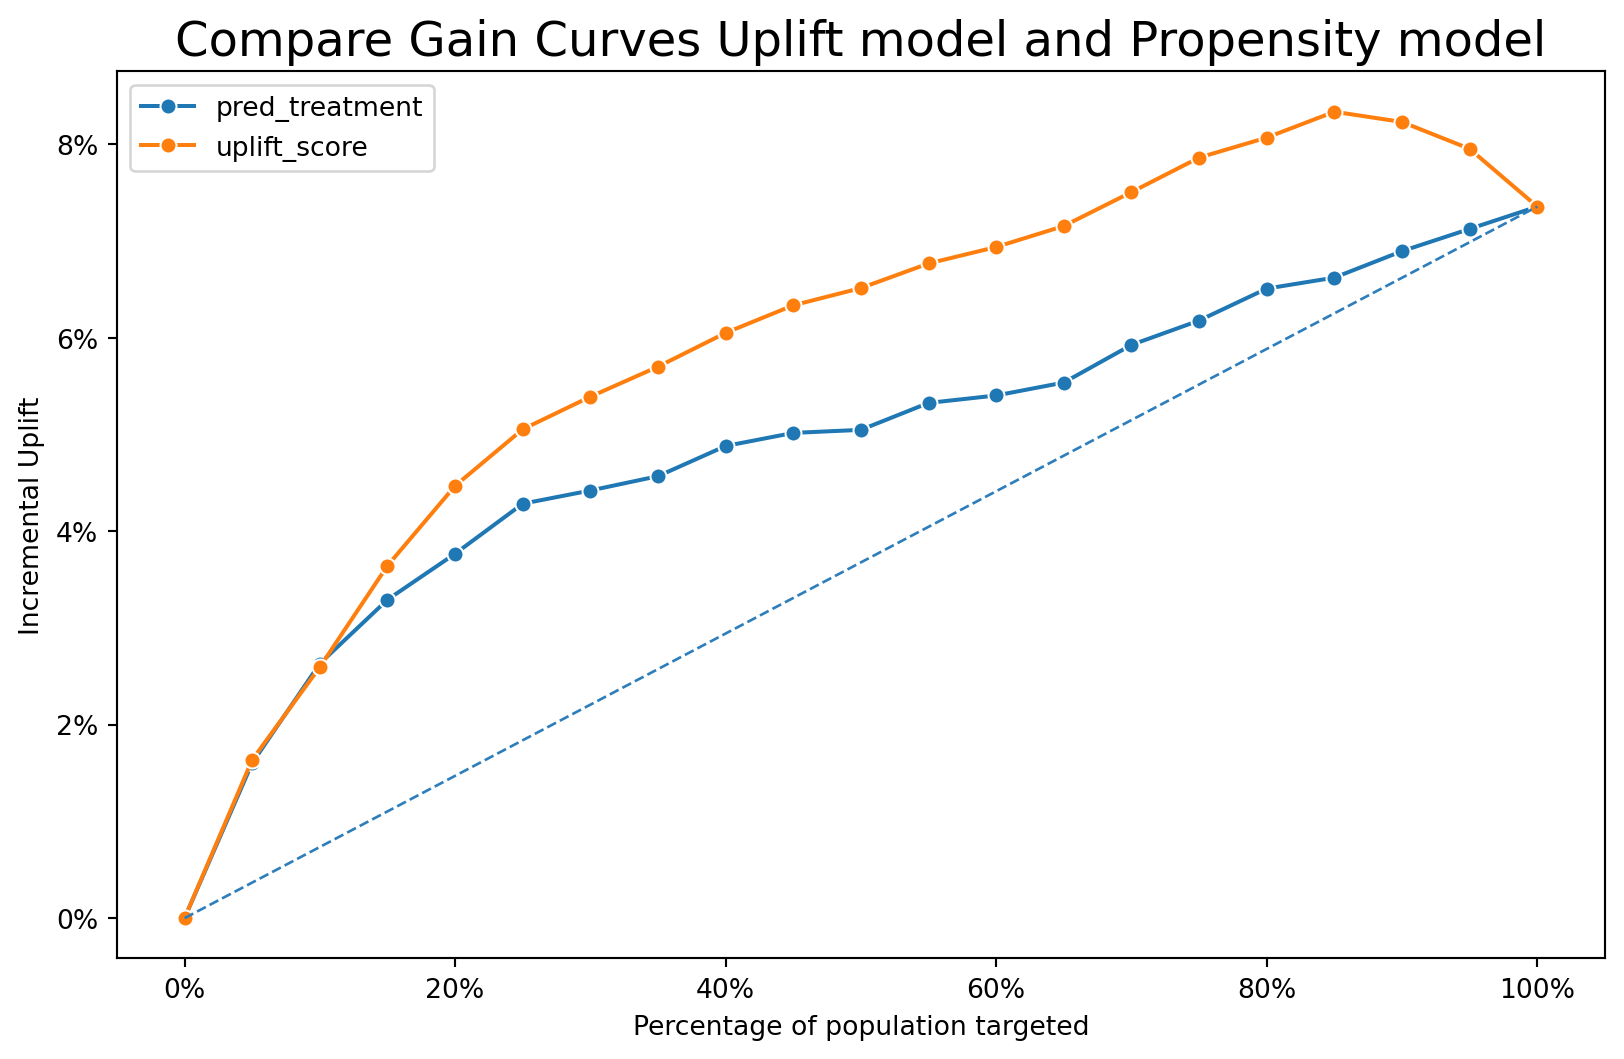 Compare Gain Curves Uplift model and Propensity model
pred_treatment
uplift_score
8%
6%
4%
2%
0%
Incremental Uplift
0%
20%
40%
60%
80%
100%
Percentage of population targeted